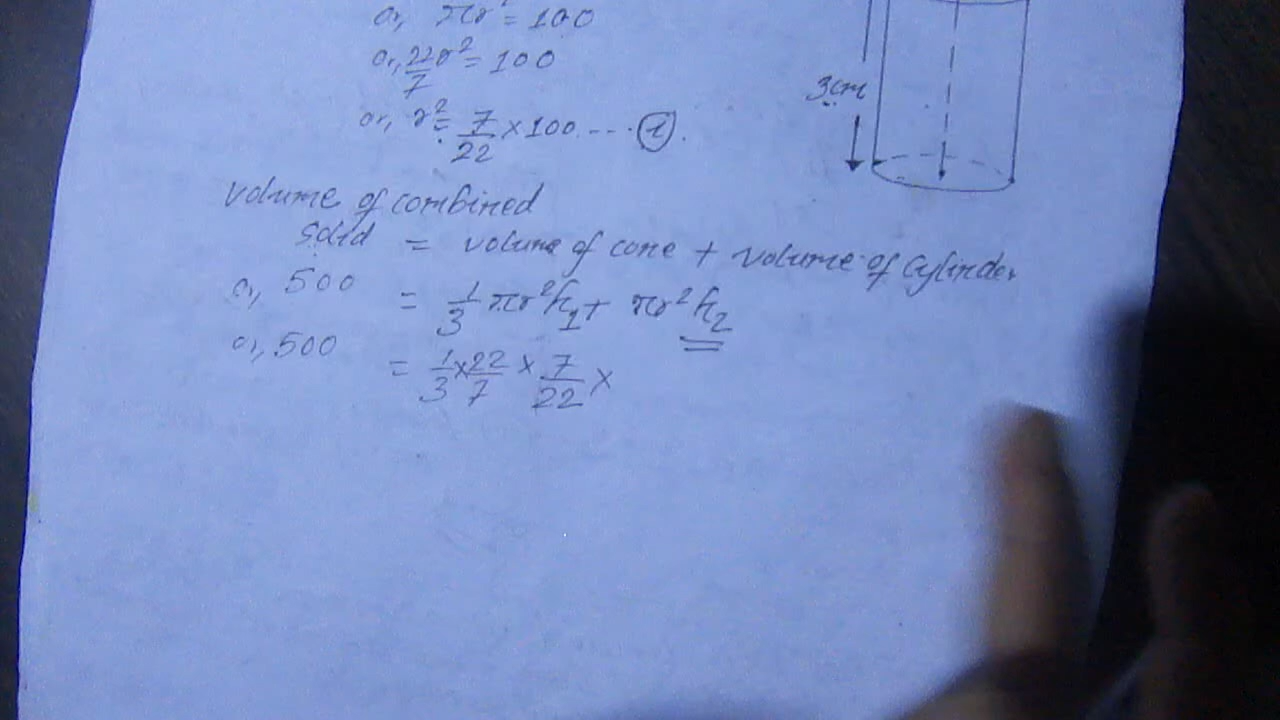 or, πr² = 100
or, 22/7 r² = 100
or, r² = 7/22 × 100 --- (1).
3cm
Volume of combined
solid = volume of cone + volume of cylinder
or, 500 = 1/3 πr²h₁ + πr²h₂
or, 500 = 1/3 × 22/7 × 7/22 ×